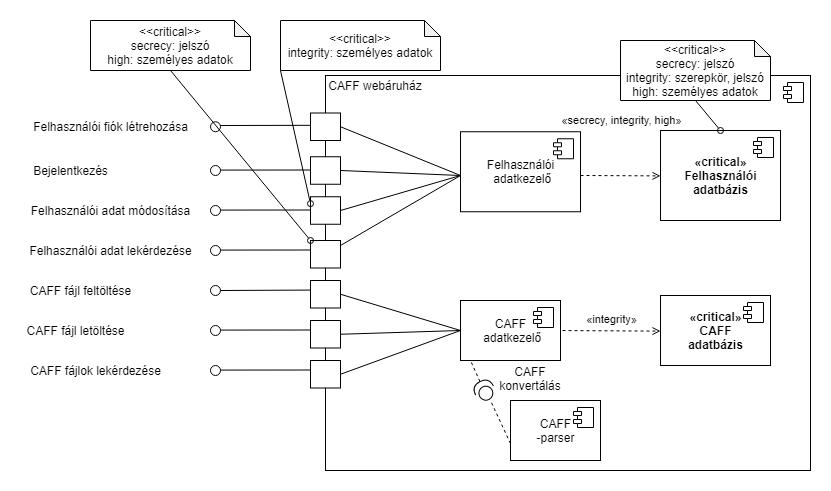 <<critical>>
secrecy: jelszó
high: személyes adatok
<<critical>>
integrity: személyes adatok
<<critical>>
secrecy: jelszó
integrity: szerepkör, jelszó
high: személyes adatok
CAFF webáruház
Felhasználói fiók létrehozása
Bejelentkezés
Felhasználói adat módosítása
Felhasználói adat lekérdezése
CAFF fájl feltöltése
CAFF fájl letöltése
CAFF fájlok lekérdezése
Felhasználói
adatkezelő
«secrecy, integrity, high»
«critical»
Felhasználói
adatbázis
CAFF
adatkezelő
«integrity»
«critical»
CAFF
adatbázis
CAFF
konvertálás
CAFF
-parser